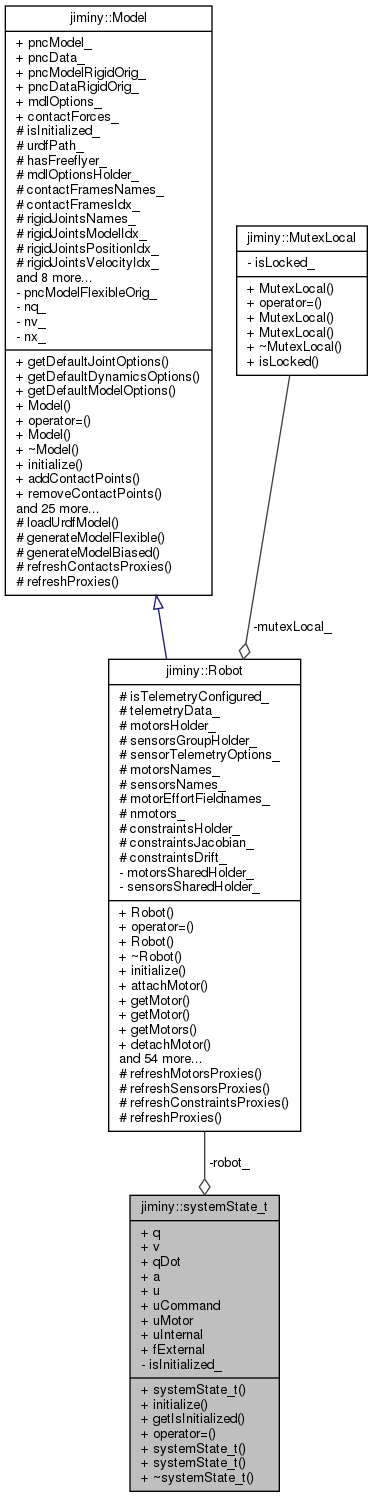 jiminy::Model
+ pncModel_
+ pncData_
+ pncModelRigidOrig_
+ pncDataRigidOrig_
+ mdlOptions_
+ contactForces_
# isInitialized_
# urdfPath_
# hasFreeflyer_
# mdlOptionsHolder_
# contactFramesNames_
# contactFramesIdx_
# rigidJointsNames_
# rigidJointsModelIdx_
# rigidJointsPositionIdx_
# rigidJointsVelocityIdx_
and 8 more...
- pncModelFlexibleOrig_
- nq_
- nv_
- nx_
+ getDefaultJointOptions()
+ getDefaultDynamicsOptions()
+ getDefaultModelOptions()
+ Model()
+ operator=()
+ Model()
+ ~Model()
+ initialize()
+ addContactPoints()
+ removeContactPoints()
and 25 more...
# loadUrdfModel()
# generateModelFlexible()
# generateModelBiased()
# refreshContactsProxies()
# refreshProxies()
jiminy::MutexLocal
- isLocked_
+ MutexLocal()
+ operator=()
+ MutexLocal()
+ MutexLocal()
+ ~MutexLocal()
+ isLocked()
-mutexLocal_
jiminy::Robot
# isTelemetryConfigured_
# telemetryData_
# motorsHolder_
# sensorsGroupHolder_
# sensorTelemetryOptions_
# motorsNames_
# sensorsNames_
# motorEffortFieldnames_
# nmotors_
# constraintsHolder_
# constraintsJacobian_
# constraintsDrift_
- motorsSharedHolder_
- sensorsSharedHolder_
+ Robot()
+ operator=()
+ Robot()
+ ~Robot()
+ initialize()
+ attachMotor()
+ getMotor()
+ getMotor()
+ getMotors()
+ detachMotor()
and 54 more...
# refreshMotorsProxies()
# refreshSensorsProxies()
# refreshConstraintsProxies()
# refreshProxies()
-robot_
jiminy::systemState_t
+ q
+ v
+ qDot
+ a
+ u
+ uCommand
+ uMotor
+ uInternal
+ fExternal
- isInitialized_
+ systemState_t()
+ initialize()
+ getIsInitialized()
+ operator=()
+ systemState_t()
+ systemState_t()
+ ~systemState_t()